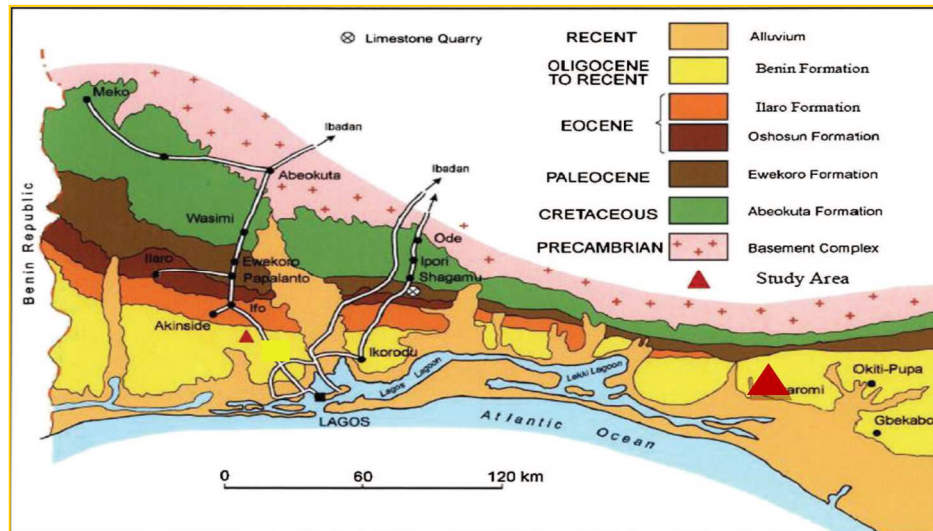 Limestone Quarry
RECENT
Alluvium
OLIGOCENE
TO RECENT
Benin Formation
EOCENE
Ilaro Formation
Oshosun Formation
PALEOCENE
Ewekoro Formation
CRETACEOUS
Abeokuta Formation
PRECAMBRIAN
Basement Complex
Study Area
Meko
Ibadan
Abeokuta
Ibadan
Wasimi
Ode
Ewekoro
Ipori
Ilaro
Papalanto
Shagamu
Benin Republic
Ifo
Akinside
Ikorodu
Lagos Lagoon
Lekki Lagoon
aromi
Okiti-Pupa
Gbekabo
LAGOS
Atlantic Ocean
0 60 120 km